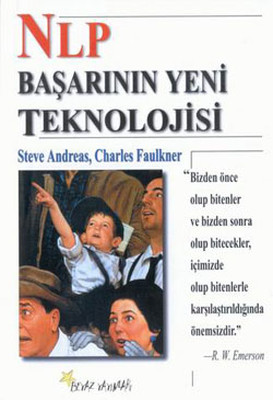 NLP
BAŞARININ YENİ
TEKNOLOJİSİ
Steve Andreas, Charles Faulkner
“Bizden önce
olup bitenler
ve bizden sonra
olup bitecekler,
içimizde
olup bitenlerle
karşılaştırıldığında
önemsizdir.”
—R. W. Emerson
BEYAZ YAYINLARI